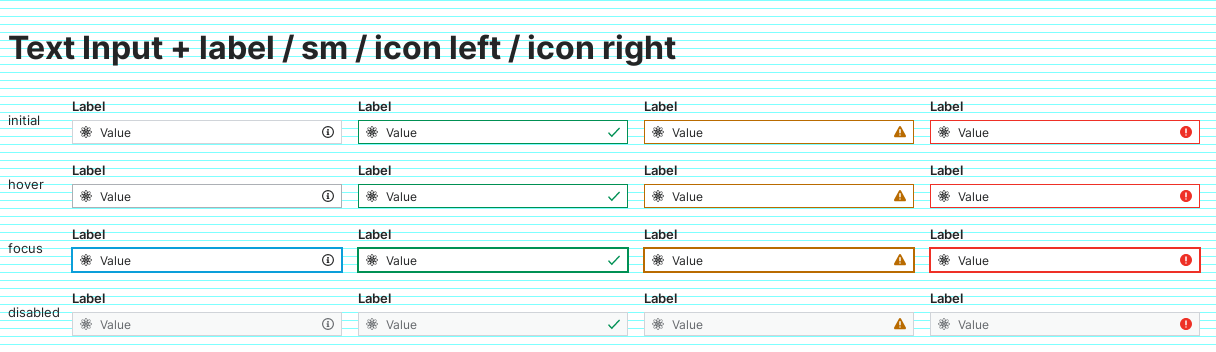 Text Input + label / sm / icon left / icon right
Label Label Label Label
initial Value Value Value Value
Label Label Label Label
hover Value Value Value Value
Label Label Label Label
focus Value Value Value Value
Label Label Label Label
disabled Value Value Value Value